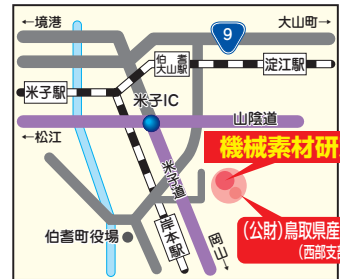 ←境港
大山町→
9
伯耆
大山駅
淀江駅
米子駅
米子IC
←松江
山陰道
機械素材研
米子道
(公財)鳥取県産
(西部支部
伯耆町役場
岸本駅
岡山→